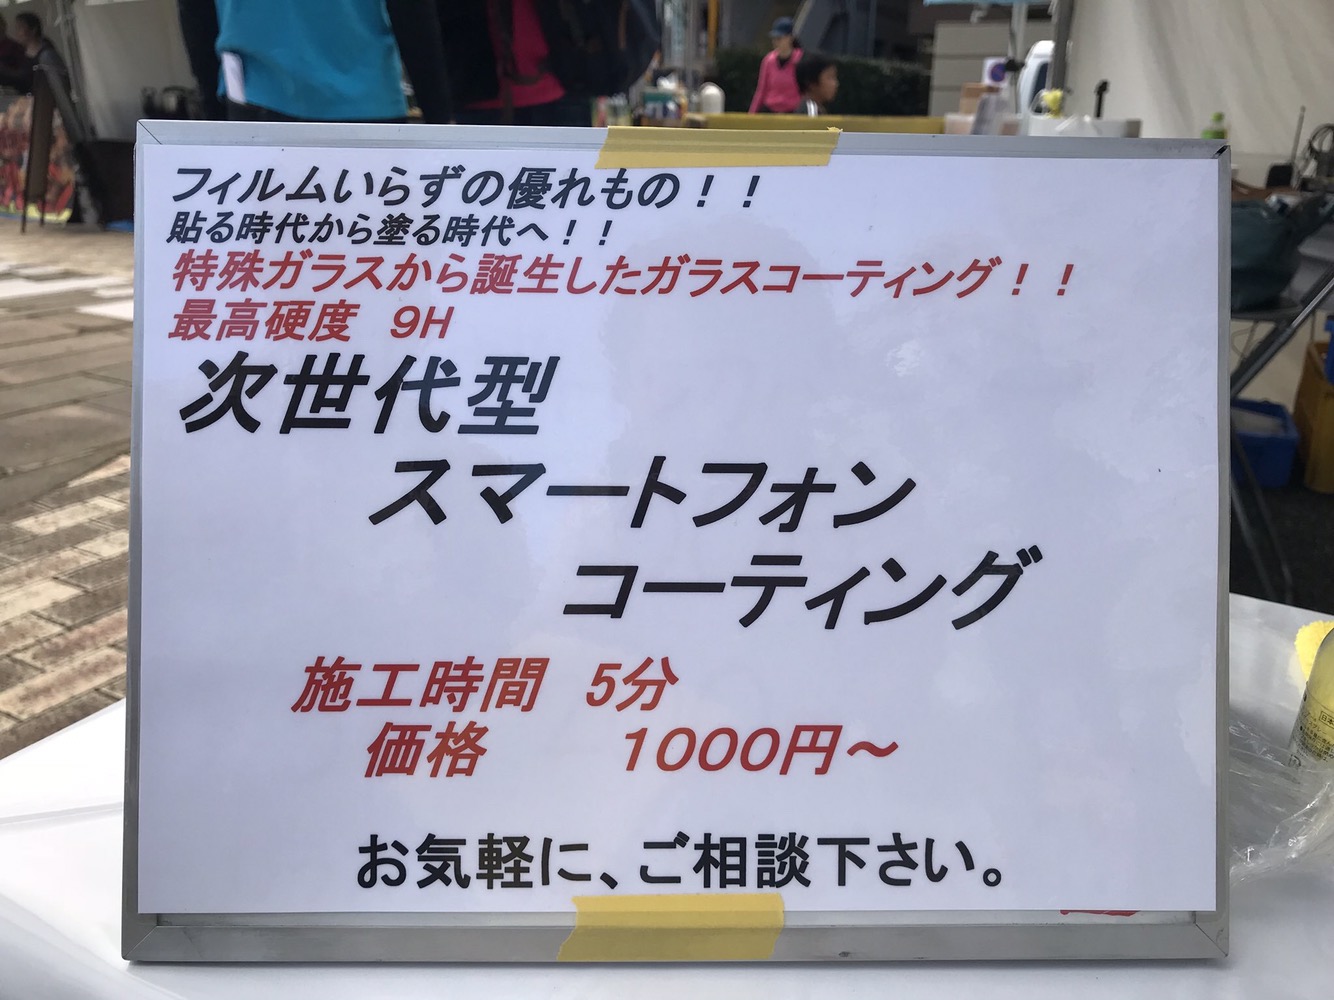 フィルムいらずの優れもの！！
貼る時代から塗る時代へ！！
特殊ガラスから誕生したガラスコーティング！！
最高硬度　９Ｈ
次世代型
スマートフォン
コーティング
施工時間　5分
価格　　　１０００円～
お気軽に、ご相談下さい。